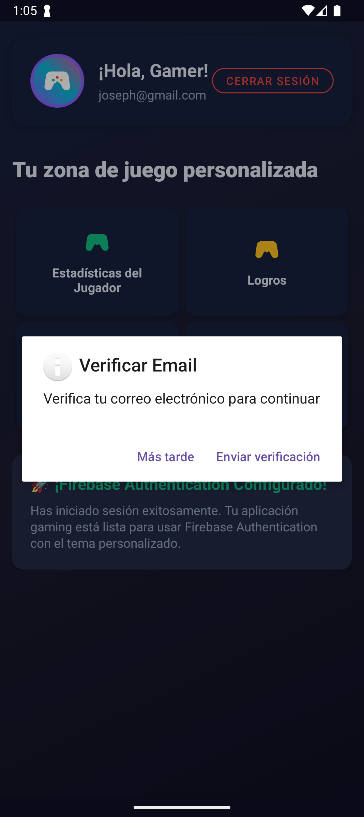 1:05
¡Hola, Gamer!
joseph@gmail.com
CERRAR SESIÓN
Tu zona de juego personalizada
Estadísticas del
Jugador
Logros
Verificar Email
Verifica tu correo electrónico para continuar
Más tarde
Enviar verificación
¡Firebase Authentication Configurado!
Has iniciado sesión exitosamente. Tu aplicación
gaming está lista para usar Firebase Authentication
con el tema personalizado.